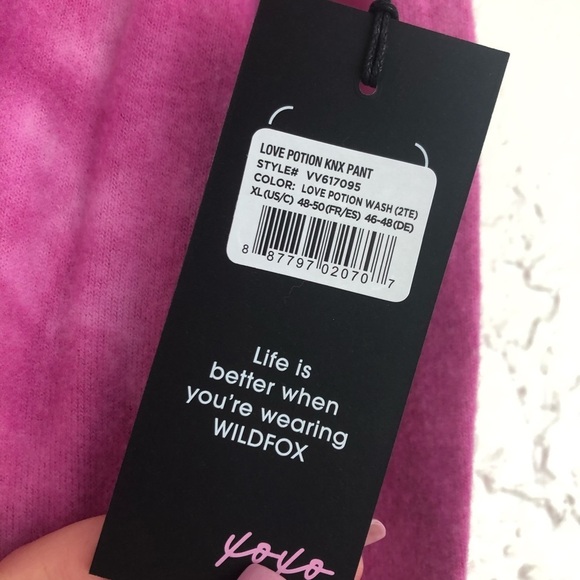 LOVE POTION KNX PANT
STYLE# VV617095
COLOR: LOVE POTION WASH (2TE)
XL(US/C) 48-50(FR/ES) 46-48(DE)
8 87797 02070 7
Life is
better when
you're wearing
WILDFOX
xoxo